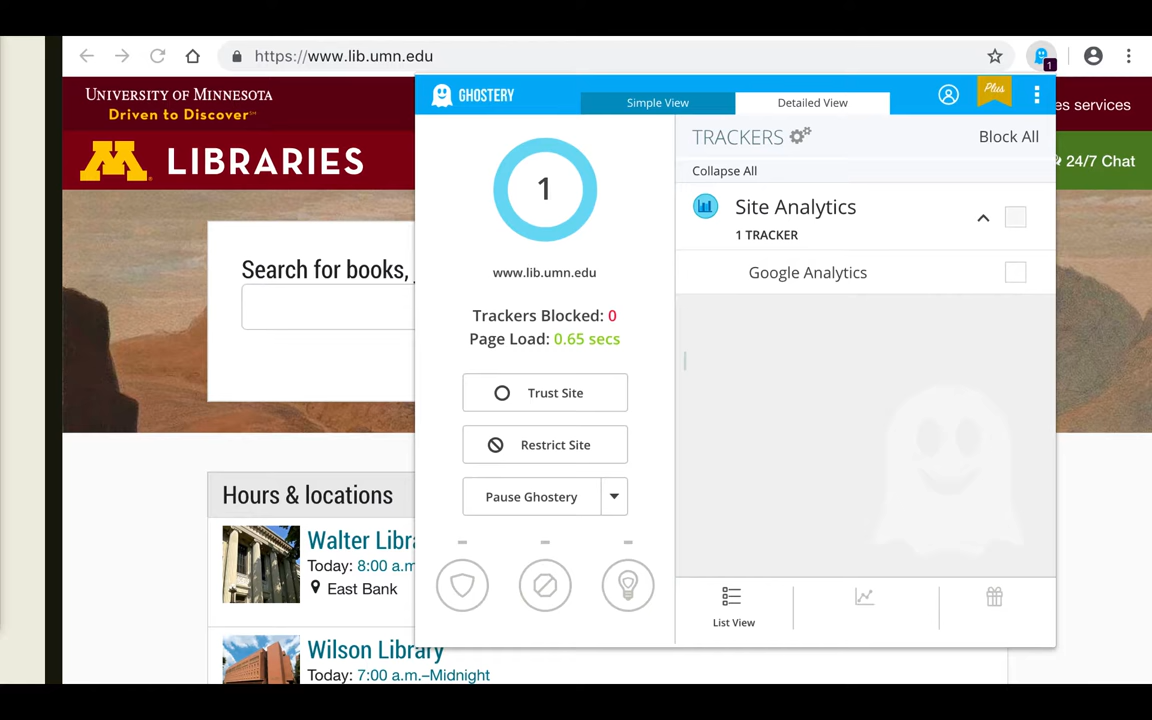 https://www.lib.umn.edu
1
UNIVERSITY OF MINNESOTA
Driven to Discover
LIBRARIES
es services
24/7 Chat
GHOSTERY
Simple View
Detailed View
Plus
1
www.lib.umn.edu
Trackers Blocked: 0
Page Load: 0.65 secs
Trust Site
Restrict Site
Pause Ghostery
TRACKERS
Block All
Collapse All
Site Analytics
1 TRACKER
Google Analytics
List View
Search for books,
Hours & locations
Walter Libra
Today: 8:00 a.m
East Bank
Wilson Library
Today: 7:00 a.m.–Midnight